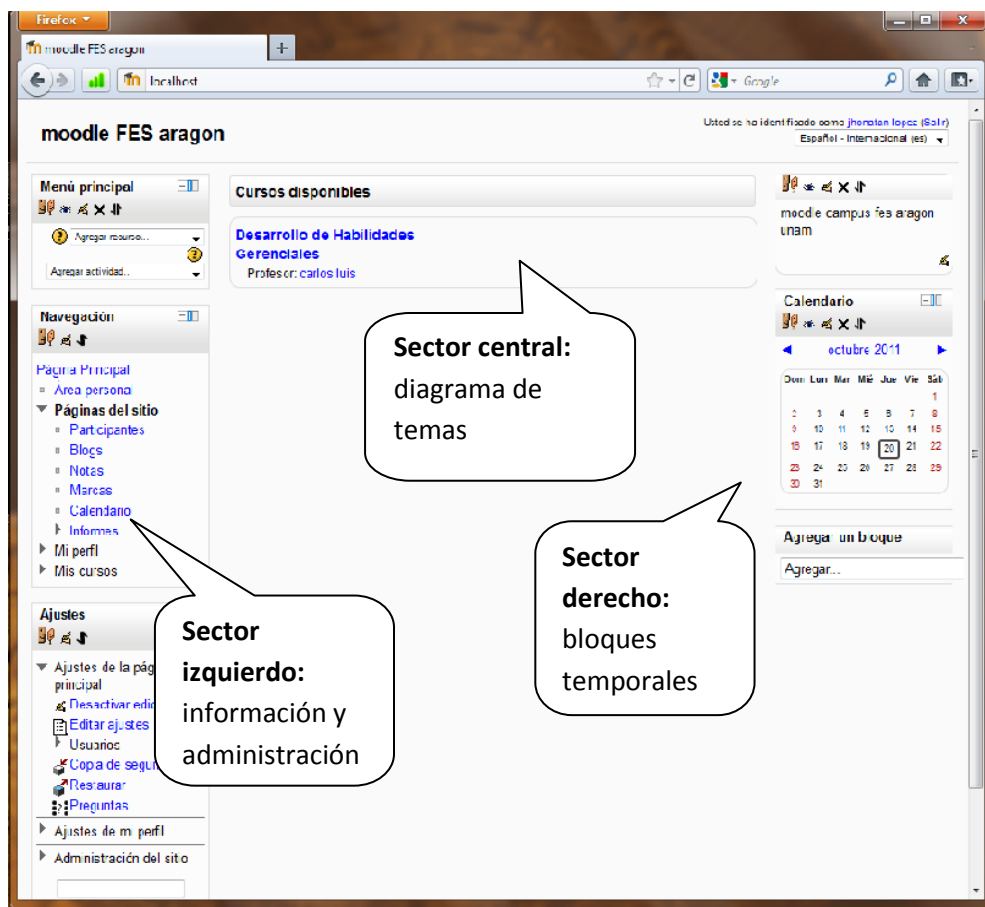 Firefox
moodle FES aragon
localhost
Google
moodle FES aragon
Usted se ha identificado como jhonatan lopez (Salir)
Español - Internacional (es)
Menú principal
Agregar recurso...
Agregar actividad..
Navegación
Página Principal
Área personal
Páginas del sitio
Participantes
Blogs
Notas
Marcas
Calendario
Informes
Mi perfil
Mis cursos
Ajustes
Ajustes de la pág
principal
Desactivar edic
Editar ajustes
Usuarios
Copia de segur
Restaurar
Preguntas
Ajustes de mi perfil
Administración del sitio
Cursos disponibles
Desarrollo de Habilidades
Gerenciales
Profesor: carlos luis
Sector central:
diagrama de
temas
Sector
izquierdo:
información y
administración
Sector
derecho:
bloques
temporales
moodle campus fes aragon
unam
Calendario
octubre 2011
Dom Lun Mar Mié Jue Vie Sáb
1
2 3 4 5 6 7 8
9 10 11 12 13 14 15
16 17 18 19 20 21 22
23 24 25 26 27 28 29
30 31
Agregar un bloque
Agregar...